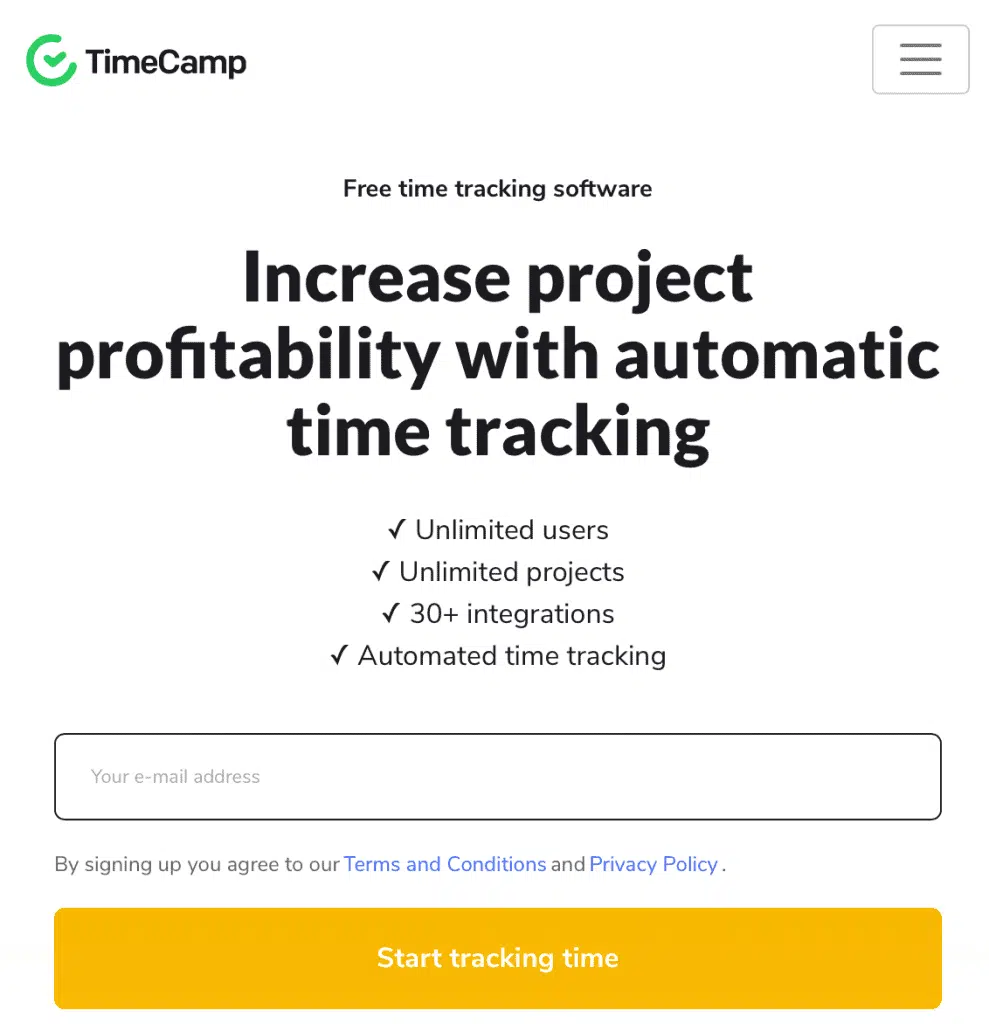 TimeCamp
Free time tracking software
Increase project
profitability with automatic
time tracking
✓ Unlimited users
✓ Unlimited projects
✓ 30+ integrations
✓ Automated time tracking
Your e-mail address
By signing up you agree to our Terms and Conditions and Privacy Policy .
Start tracking time